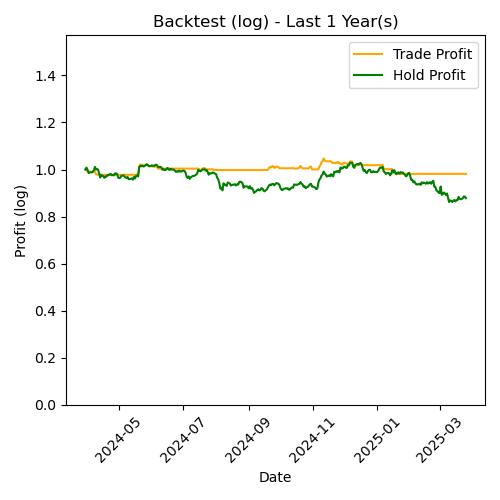 Backtest (log) - Last 1 Year(s)
Trade Profit
Hold Profit
Profit (log)
1.4
1.2
1.0
0.8
0.6
0.4
0.2
0.0
2024-05
2024-07
2024-09
2024-11
2025-01
2025-03
Date